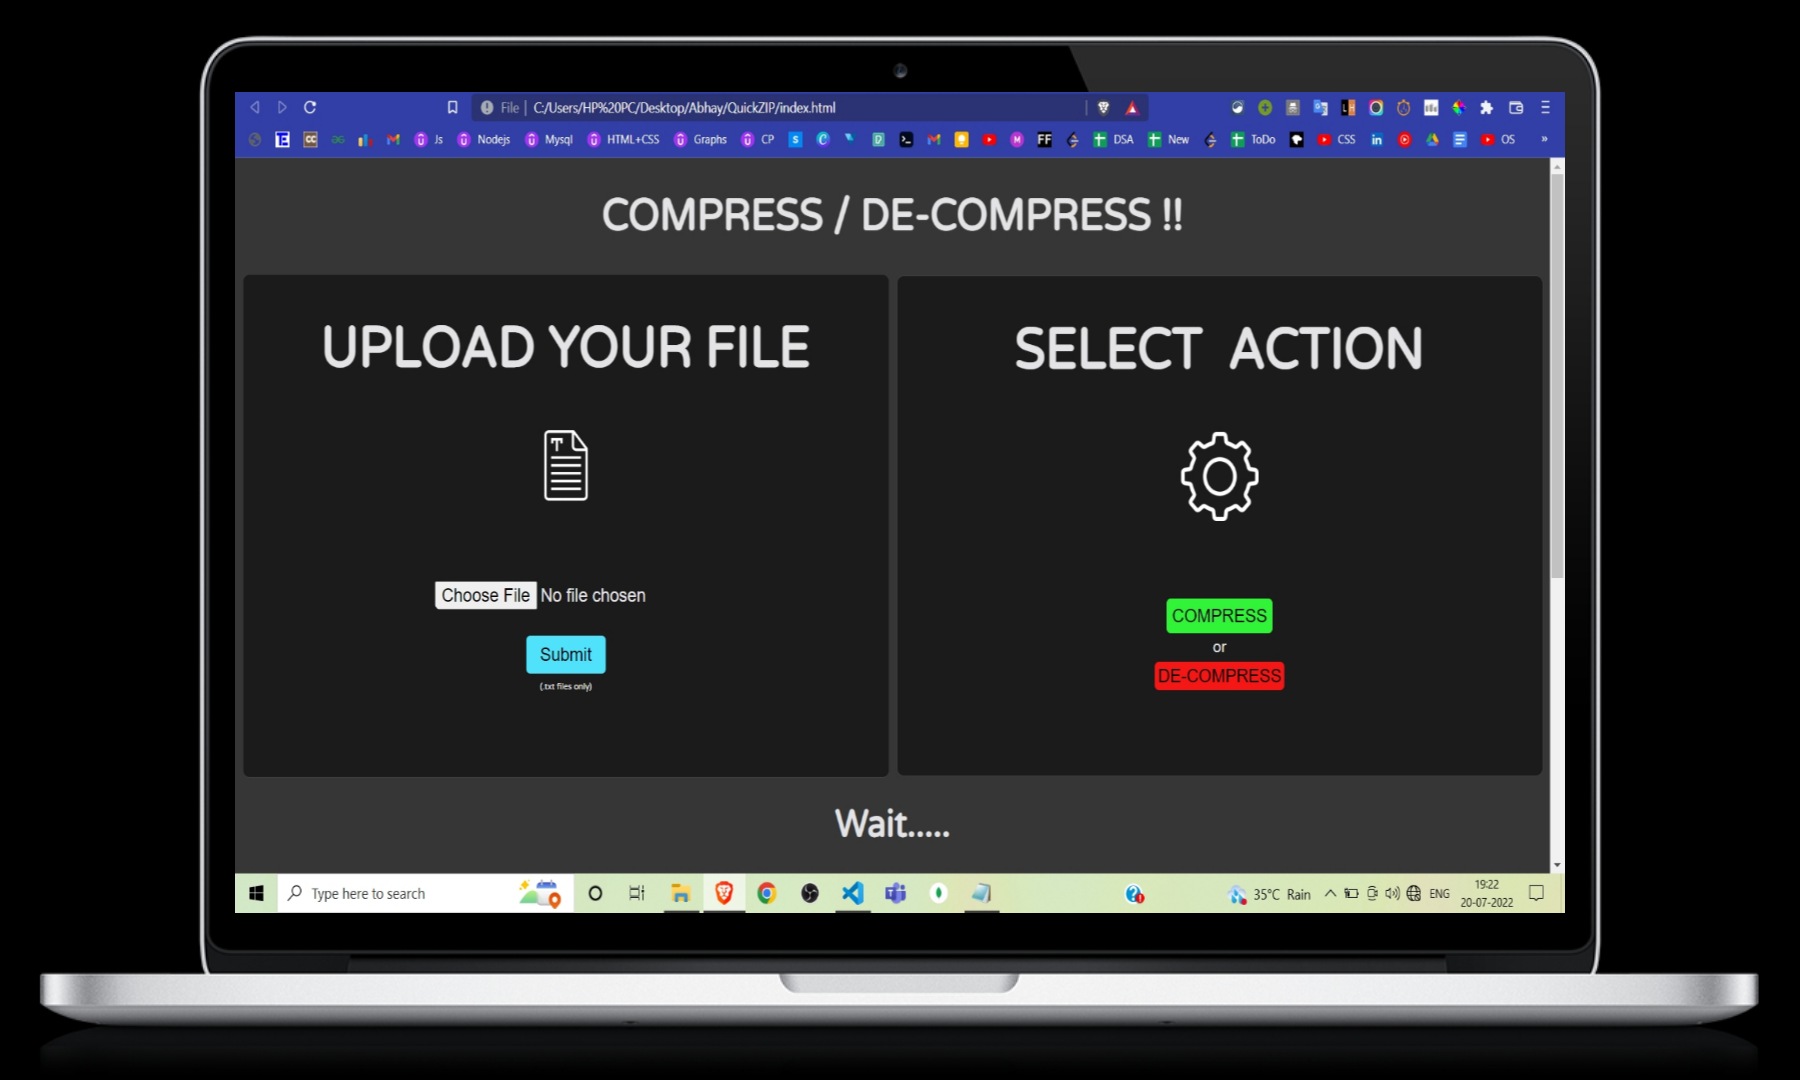 File | C:/Users/HP%20PC/Desktop/Abhay/QuickZIP/index.html
Js Nodejs Mysql HTML+CSS Graphs CP FF DSA New ToDo CSS in OS »
COMPRESS / DE-COMPRESS !!
UPLOAD YOUR FILE
T
Choose File No file chosen
Submit
(.txt files only)
SELECT ACTION
COMPRESS
or
DE-COMPRESS
Wait.....
Type here to search
35°C Rain
ENG
19:22
20-07-2022